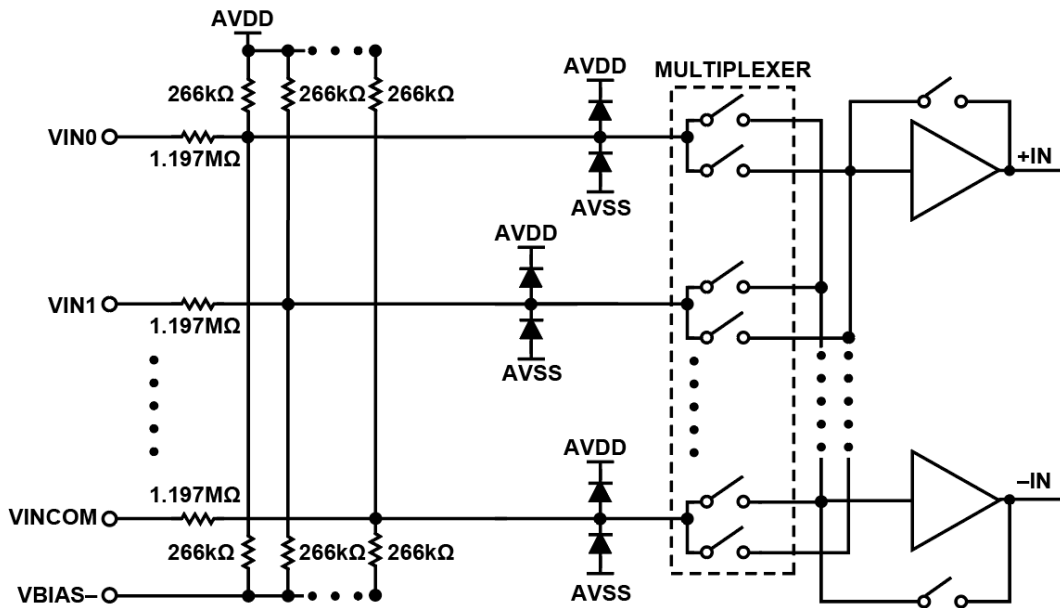 AVDD
266kΩ 266kΩ 266kΩ
AVDD
MULTIPLEXER
VIN0
1.197MΩ
AVSS
+IN
AVDD
VIN1
1.197MΩ
AVSS
AVDD
1.197MΩ
–IN
VINCOM
266kΩ 266kΩ 266kΩ
AVSS
VBIAS–